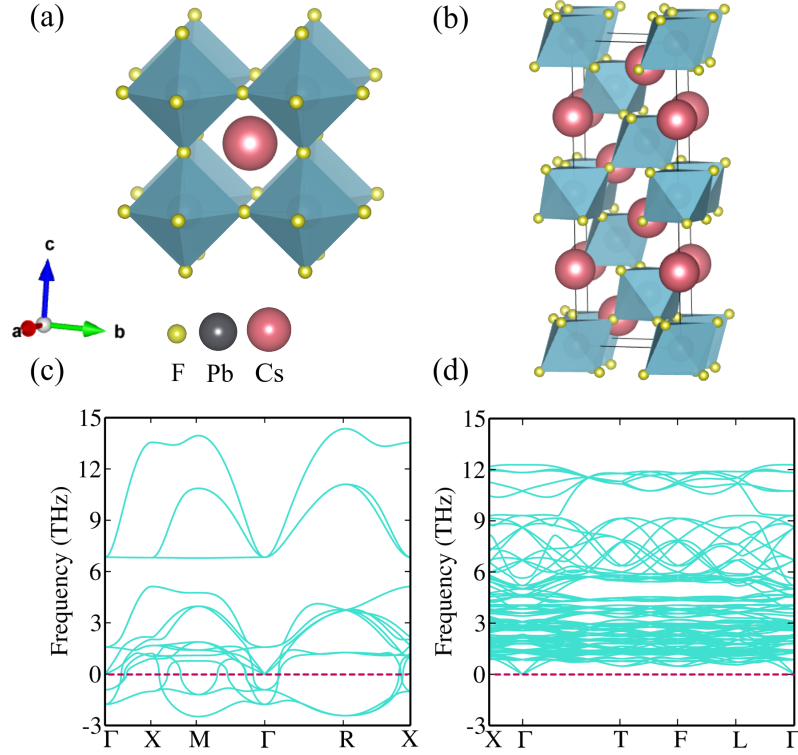 (a)
(b)
c
a
b
F Pb Cs
(c)
(d)
Frequency (THz)
15
12
9
6
3
0
-3
Γ X M Γ R X
Frequency (THz)
15
12
9
6
3
0
-3
X Γ T F L Γ